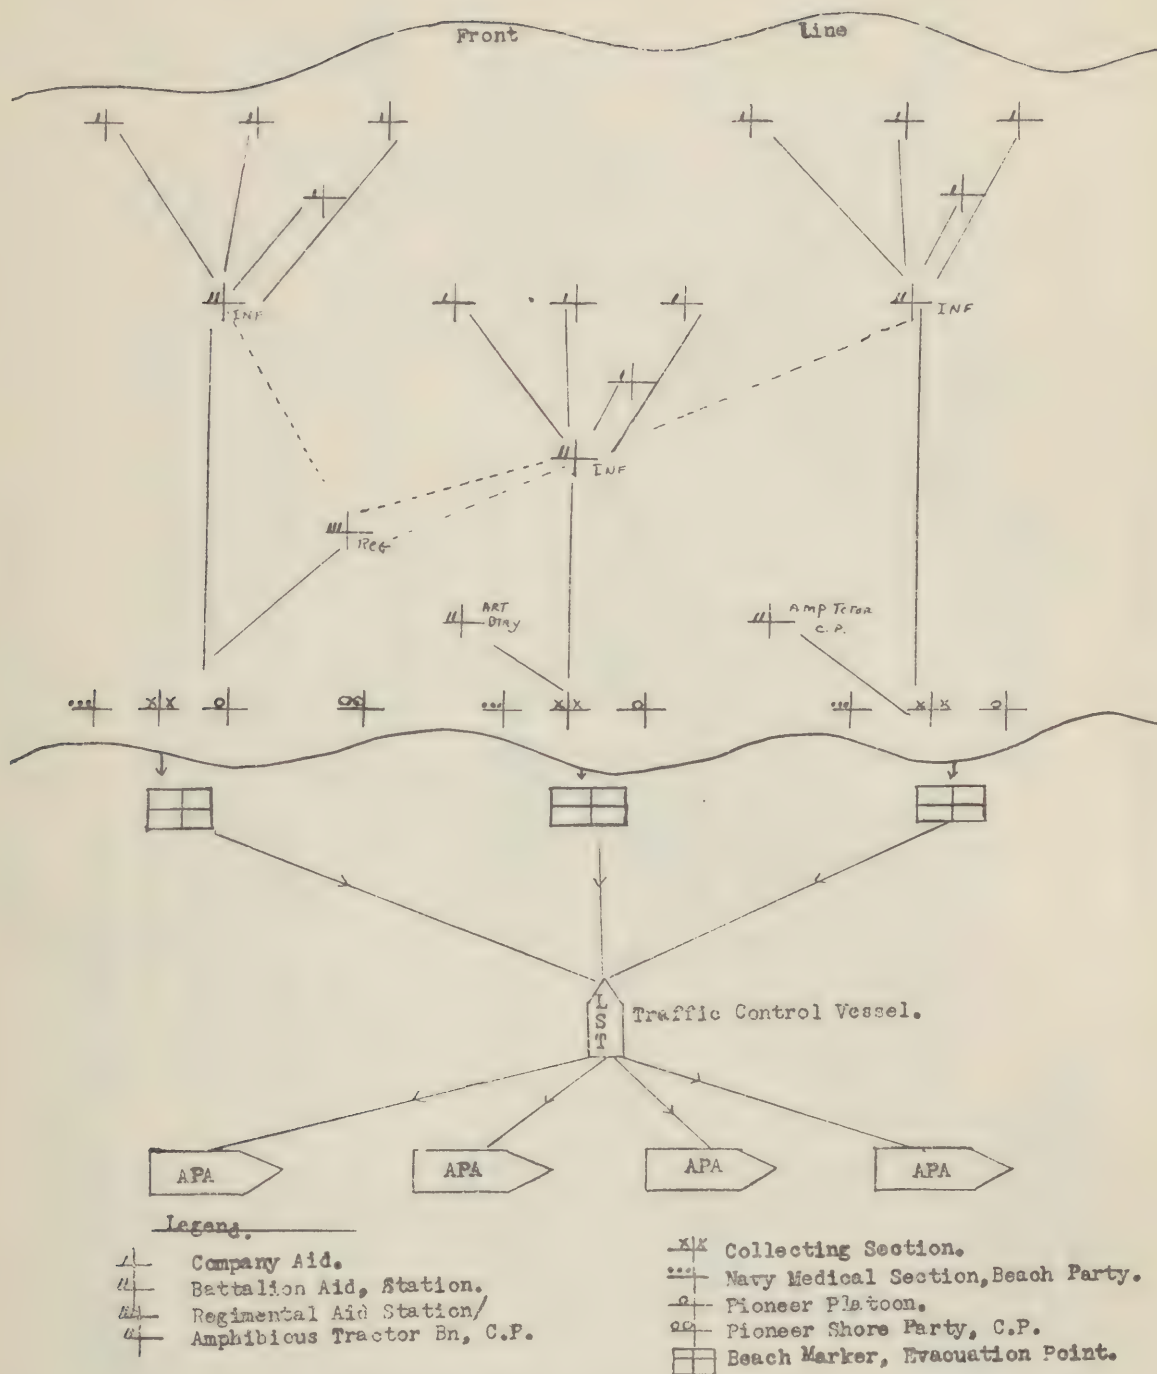 Front Line
INF
INF
INF
REG
ART
Btry
AMP TCTOR
C.P.
L
S
T
Traffic Control Vessel.
APA APA APA APA
Legend.
Company Aid.
Battalion Aid, Station.
Regimental Aid Station/
Amphibious Tractor Bn, C.P.
Collecting Section.
Navy Medical Section,Beach Party.
Pioneer Platoon.
Pioneer Shore Party, C.P.
Beach Marker, Evacuation Point.